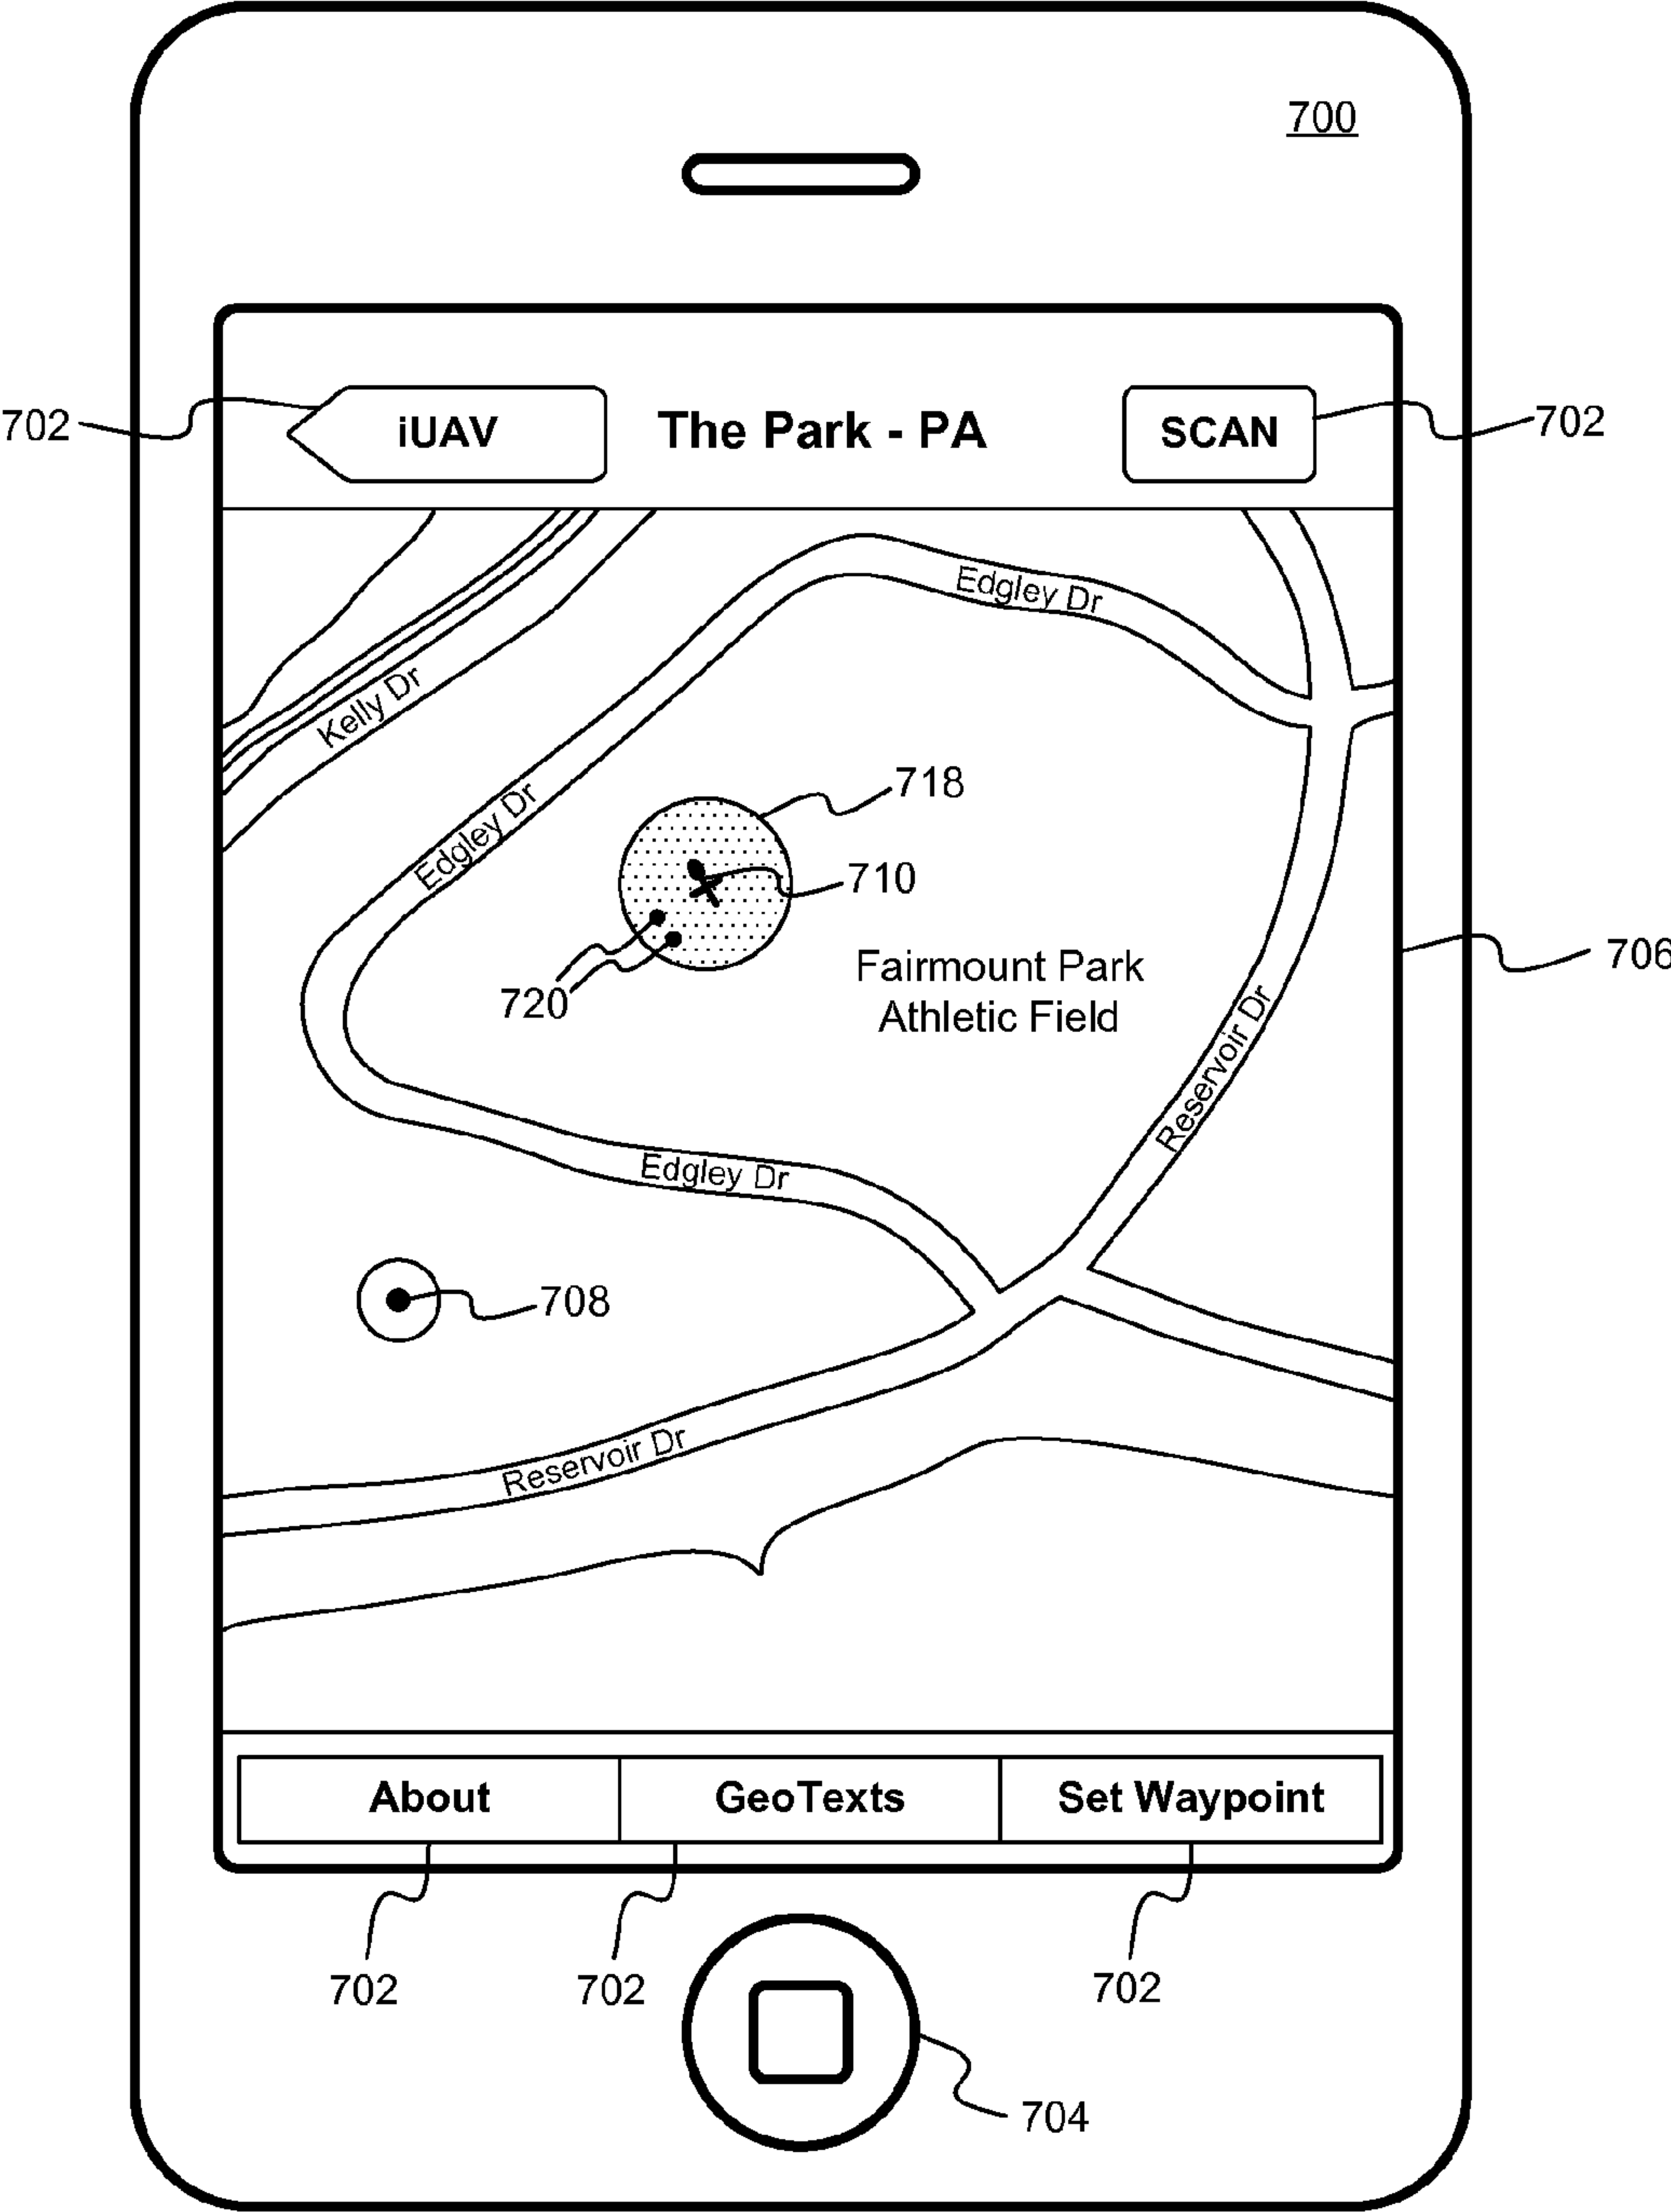 700
702
iUAV
The Park - PA
SCAN
702
Edgley Dr
Kelly Dr
718
Edgley Dr
710
720
Fairmount Park
Athletic Field
706
Reservoir Dr
Edgley Dr
708
Reservoir Dr
About
GeoTexts
Set Waypoint
702
702
702
704